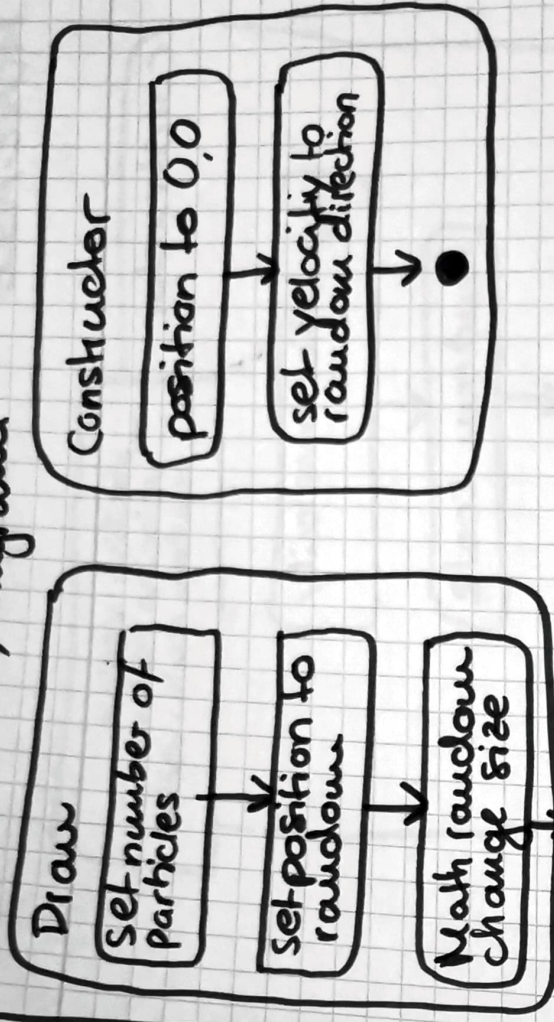 Draw
Set number of
particles
set position to
random
Math random
change size
Constructor
position to 0,0
set velocity to
random direction